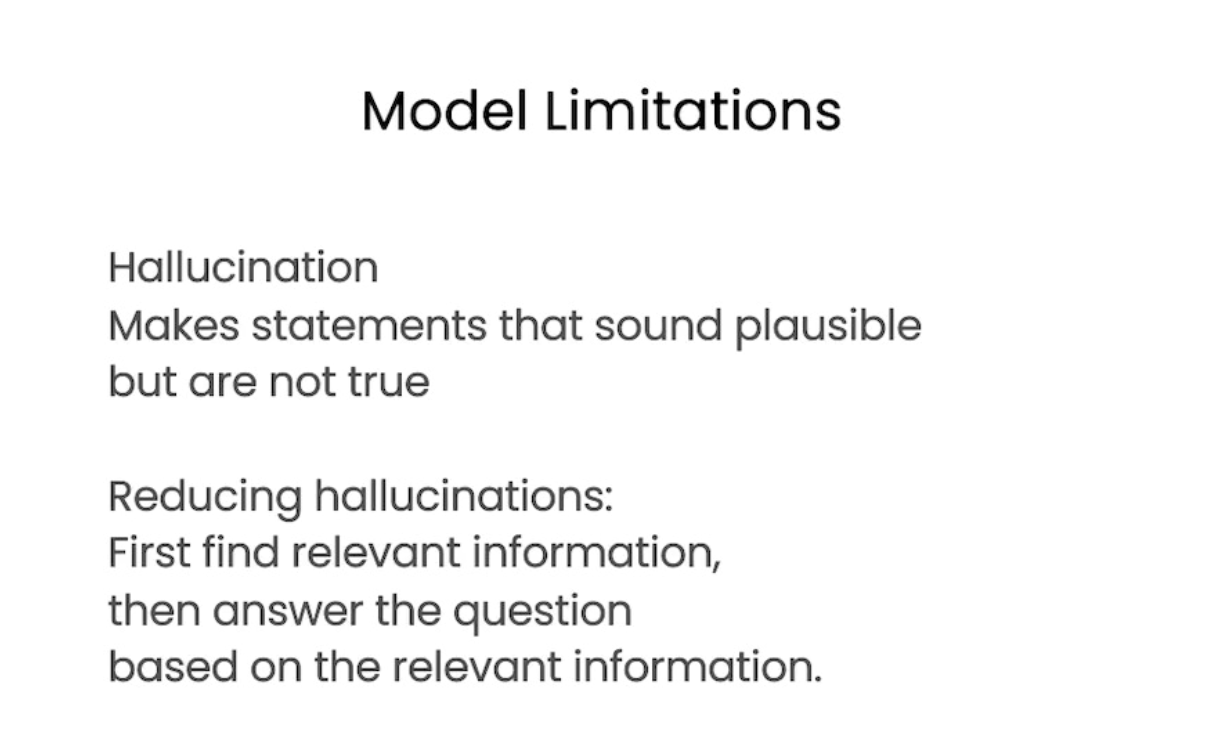 Model Limitations
Hallucination
Makes statements that sound plausible
but are not true
Reducing hallucinations:
First find relevant information,
then answer the question
based on the relevant information.